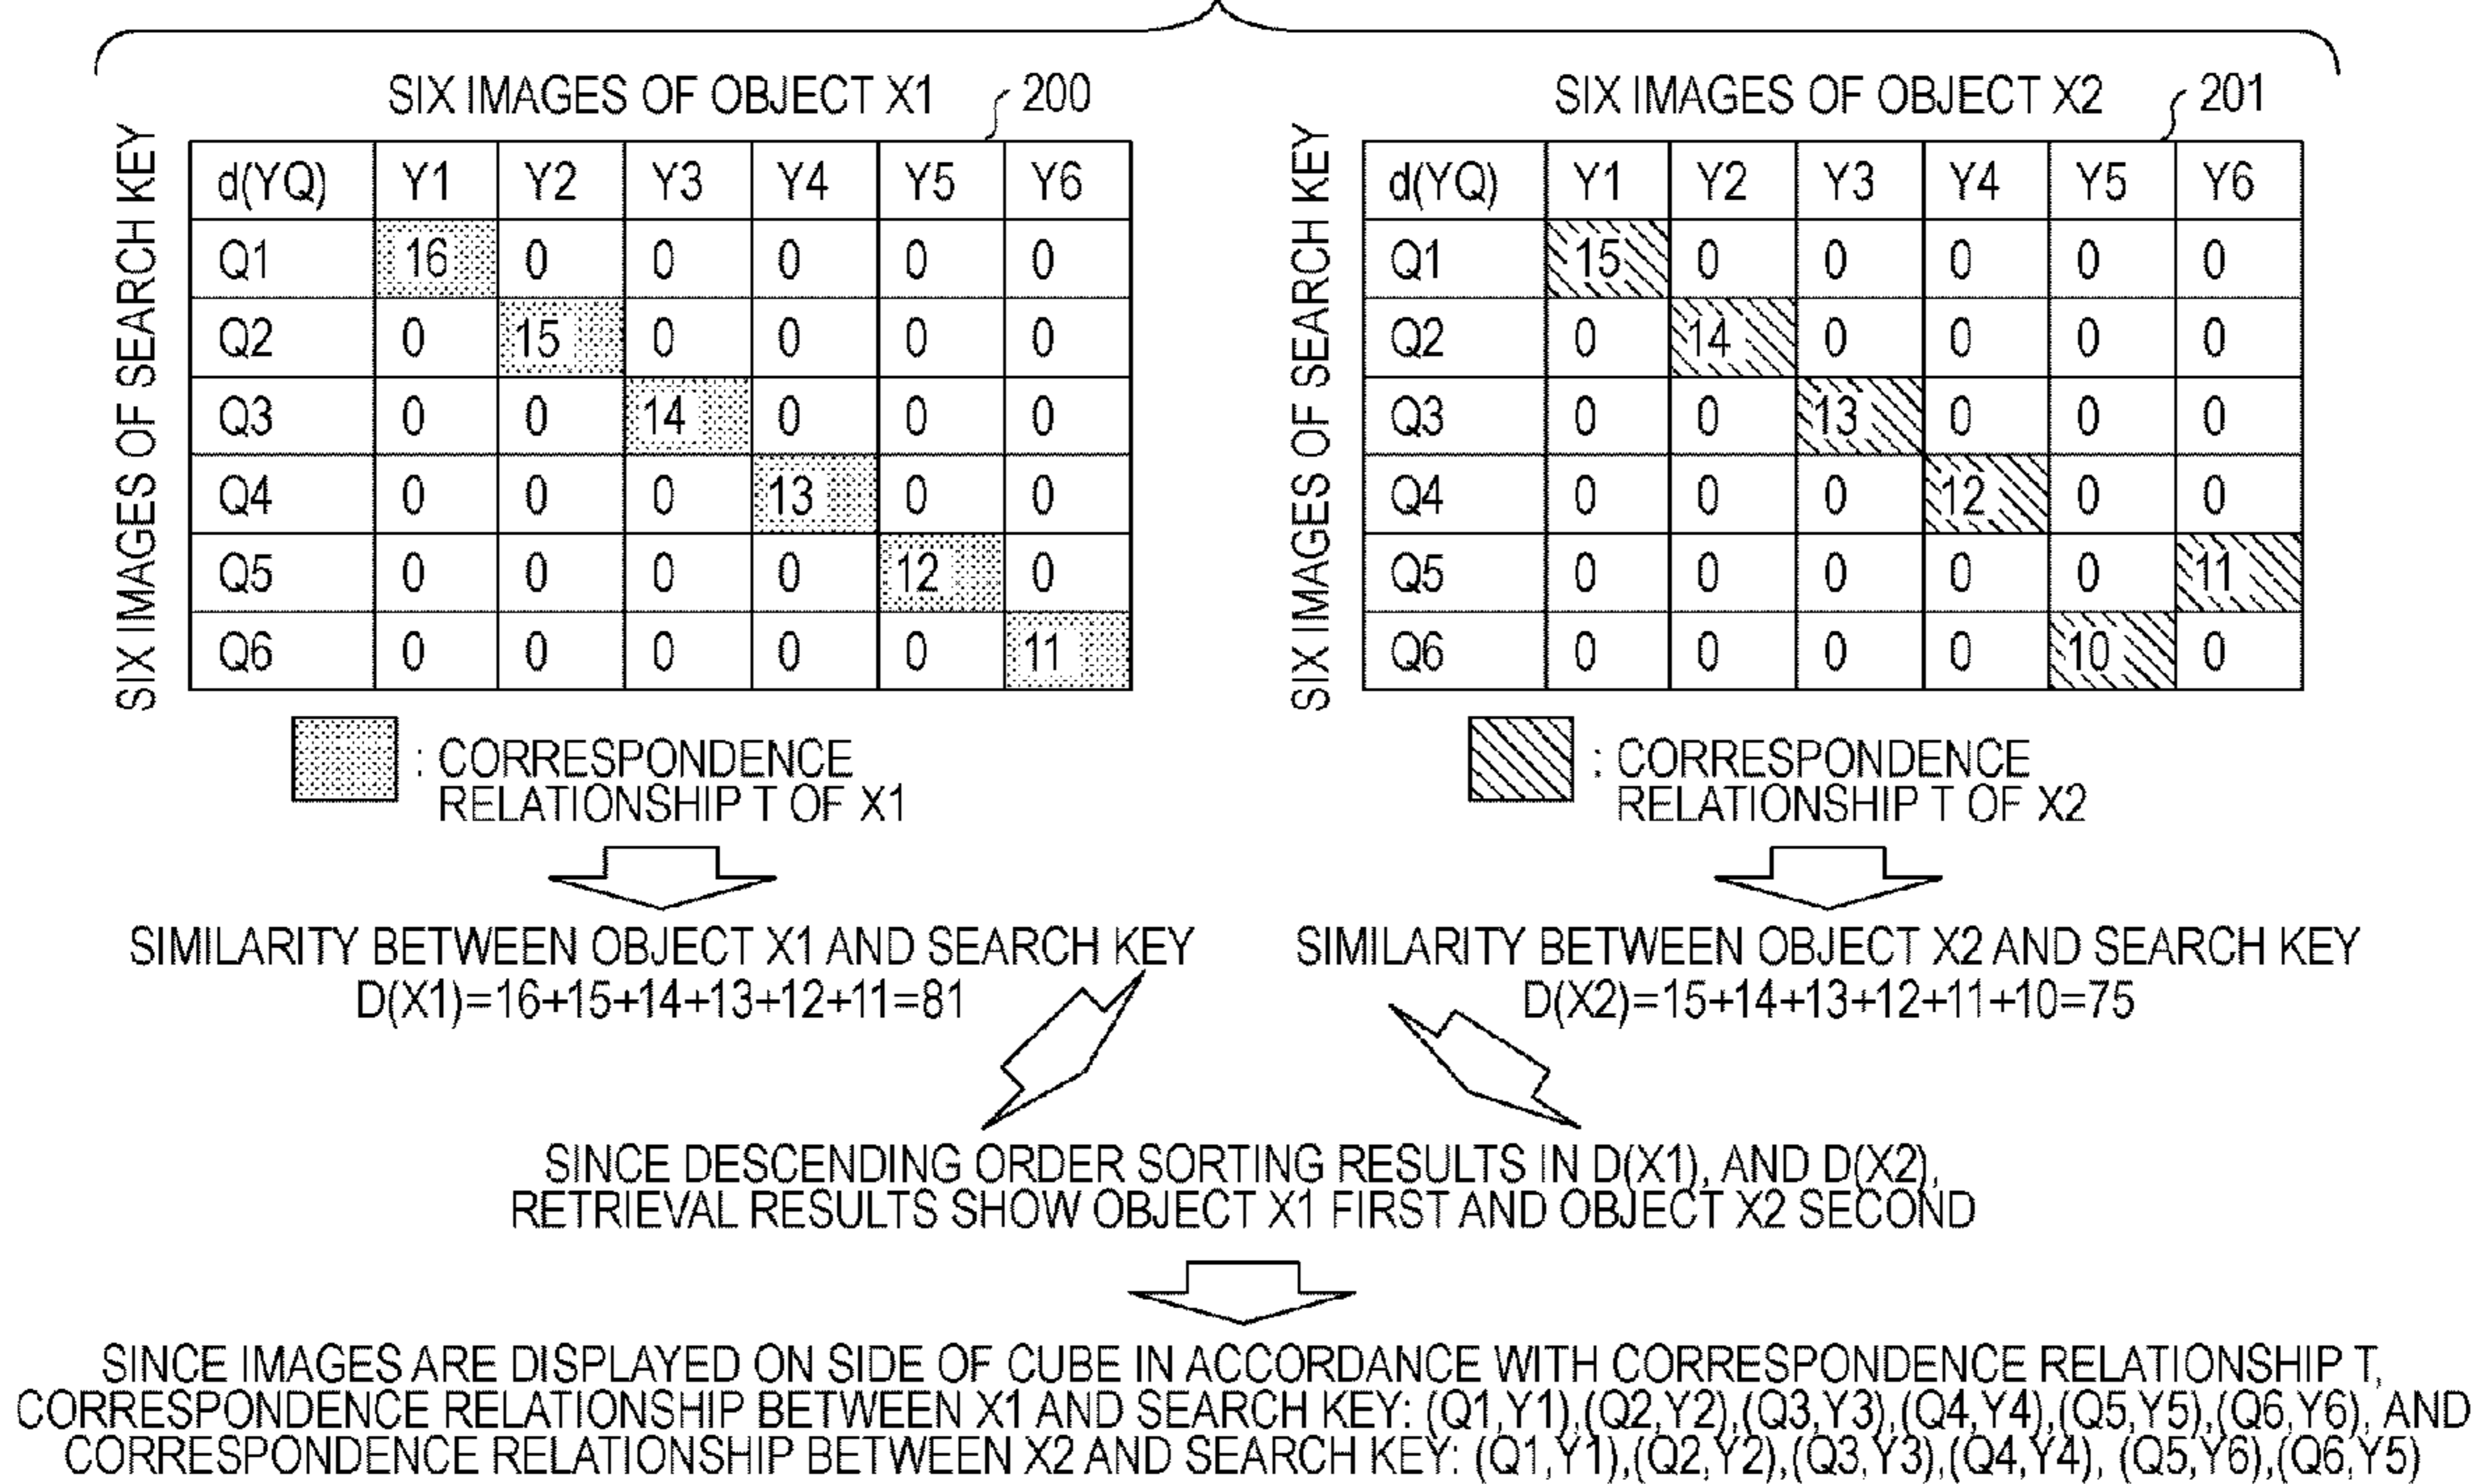 SIX IMAGES OF OBJECT X1 200
SIX IMAGES OF SEARCH KEY
d(YQ) Y1 Y2 Y3 Y4 Y5 Y6
Q1 16 0 0 0 0 0
Q2 0 15 0 0 0 0
Q3 0 0 14 0 0 0
Q4 0 0 0 13 0 0
Q5 0 0 0 0 12 0
Q6 0 0 0 0 0 11
: CORRESPONDENCE
RELATIONSHIP T OF X1
SIMILARITY BETWEEN OBJECT X1 AND SEARCH KEY
D(X1)=16+15+14+13+12+11=81
SIX IMAGES OF OBJECT X2 201
SIX IMAGES OF SEARCH KEY
d(YQ) Y1 Y2 Y3 Y4 Y5 Y6
Q1 15 0 0 0 0 0
Q2 0 14 0 0 0 0
Q3 0 0 13 0 0 0
Q4 0 0 0 12 0 0
Q5 0 0 0 0 0 11
Q6 0 0 0 0 10 0
: CORRESPONDENCE
RELATIONSHIP T OF X2
SIMILARITY BETWEEN OBJECT X2 AND SEARCH KEY
D(X2)=15+14+13+12+11+10=75
SINCE DESCENDING ORDER SORTING RESULTS IN D(X1), AND D(X2),
RETRIEVAL RESULTS SHOW OBJECT X1 FIRST AND OBJECT X2 SECOND
SINCE IMAGES ARE DISPLAYED ON SIDE OF CUBE IN ACCORDANCE WITH CORRESPONDENCE RELATIONSHIP T,
CORRESPONDENCE RELATIONSHIP BETWEEN X1 AND SEARCH KEY: (Q1,Y1),(Q2,Y2),(Q3,Y3),(Q4,Y4),(Q5,Y5),(Q6,Y6), AND
CORRESPONDENCE RELATIONSHIP BETWEEN X2 AND SEARCH KEY: (Q1,Y1),(Q2,Y2),(Q3,Y3),(Q4,Y4), (Q5,Y6),(Q6,Y5)